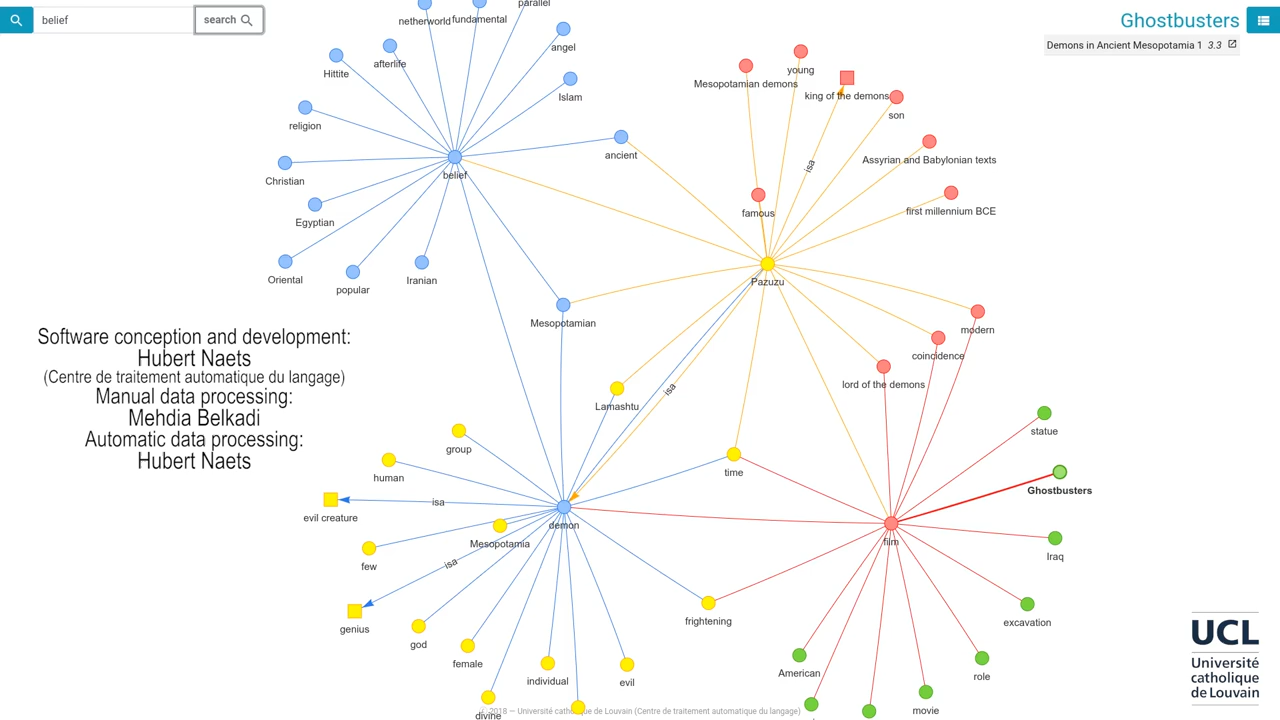 belief
search
Ghostbusters
Demons in Ancient Mesopotamia 1 3.3
parallel
netherworld
fundamental
angel
afterlife
Hittite
Islam
religion
ancient
belief
Christian
Egyptian
Oriental
popular
Iranian
Mesopotamian
young
Mesopotamian demons
king of the demons
son
Assyrian and Babylonian texts
isa
first millennium BCE
famous
Pazuzu
modern
coincidence
lord of the demons
isa
Lamashtu
Software conception and development:
Hubert Naets
(Centre de traitement automatique du langage)
Manual data processing:
Mehdia Belkadi
Automatic data processing:
Hubert Naets
group
human
time
statue
Ghostbusters
isa
evil creature
demon
Mesopotamia
film
Iraq
few
isa
genius
god
female
individual
evil
divine
frightening
excavation
American
role
movie
2018 — Université catholique de Louvain (Centre de traitement automatique du langage)
UCL
Université
catholique
de Louvain